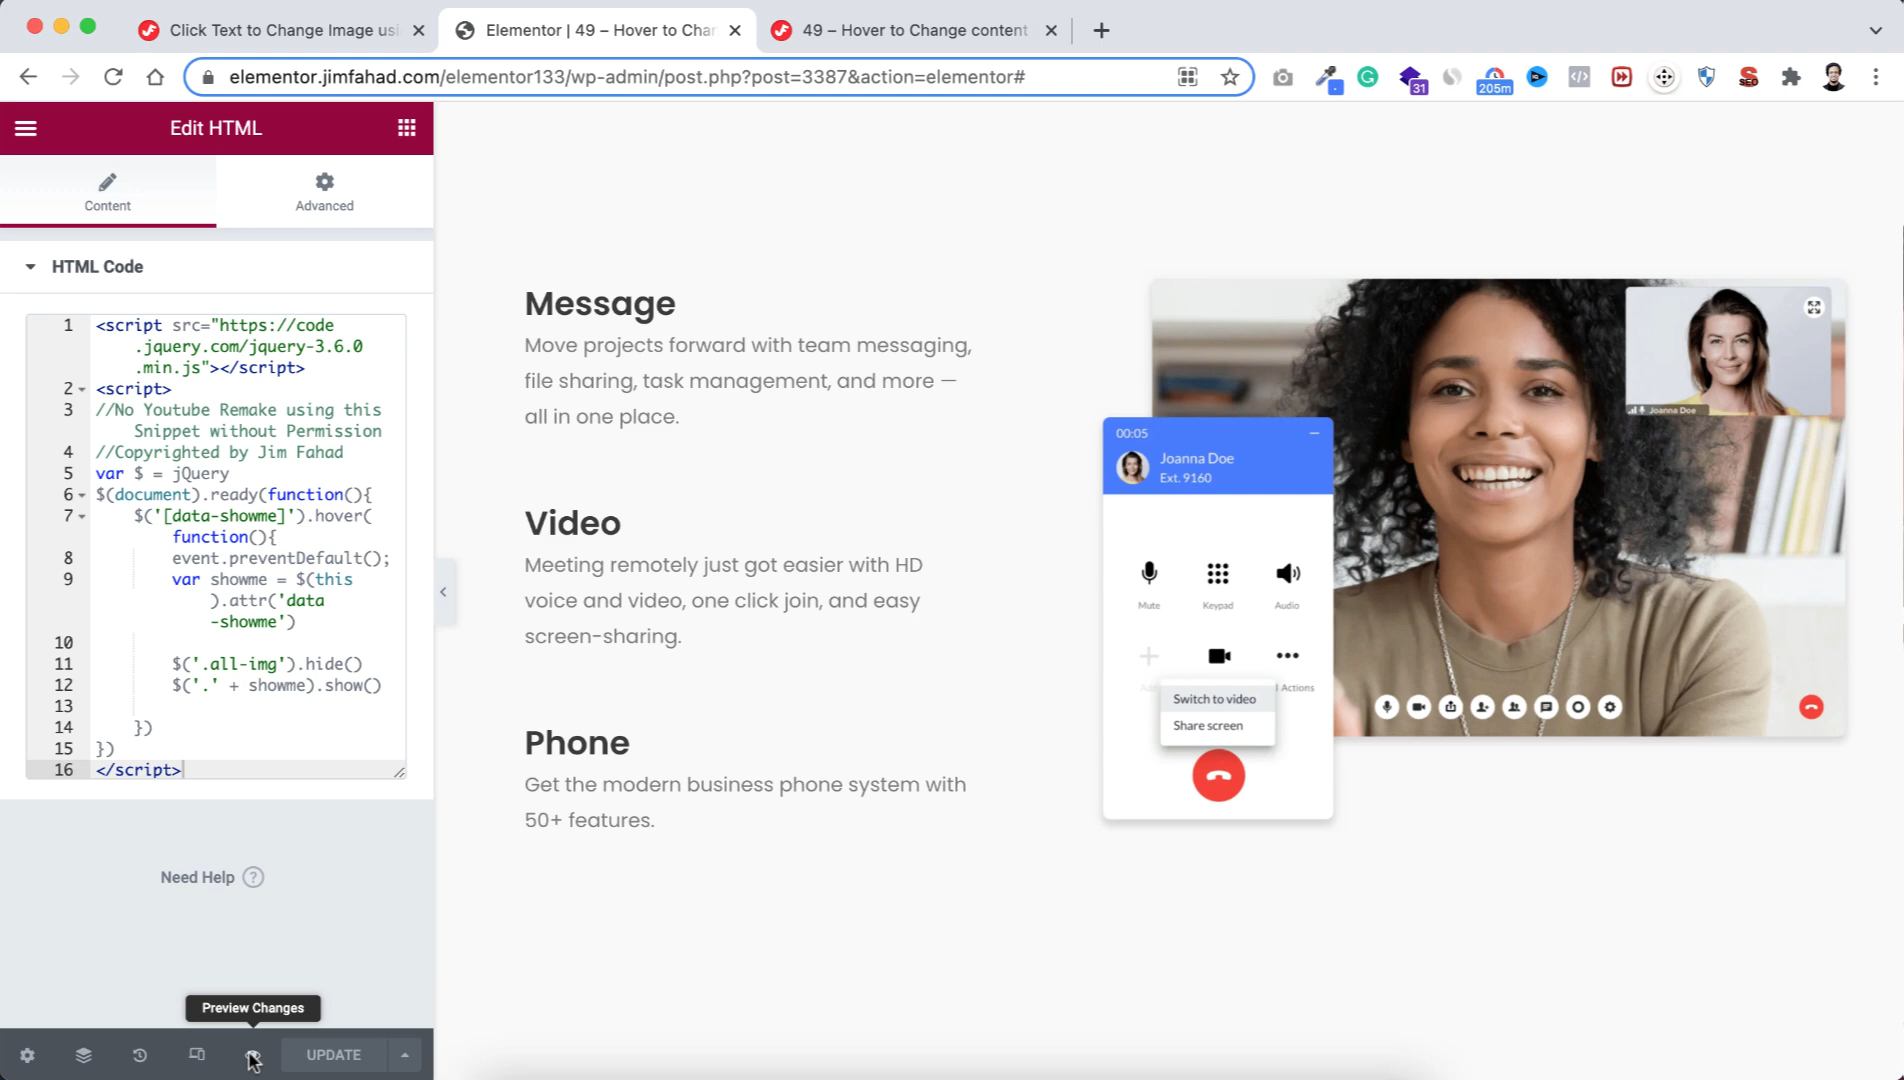 Click Text to Change Image usi
Elementor | 49 – Hover to Chan
49 – Hover to Change content
elementor.jimfahad.com/elementor133/wp-admin/post.php?post=3387&action=elementor#
31
205m
SEO
Edit HTML
Content
Advanced
HTML Code
1 <script src="https://code
.jquery.com/jquery-3.6.0
.min.js"></script>
2 <script>
3 //No Youtube Remake using this
Snippet without Permission
4 //Copyrighted by Jim Fahad
5 var $ = jQuery
6 $(document).ready(function(){
7 $('[data-showme]').hover(
function(){
8 event.preventDefault();
9 var showme = $(this
).attr('data
-showme')
10
11 $('.all-img').hide()
12 $('.' + showme).show()
13
14 })
15 })
16 </script>
Need Help ?
Preview Changes
UPDATE
Message
Move projects forward with team messaging,
file sharing, task management, and more —
all in one place.
Video
Meeting remotely just got easier with HD
voice and video, one click join, and easy
screen-sharing.
Phone
Get the modern business phone system with
50+ features.
Joanna Doe
00:05
Joanna Doe
Ext. 9160
Mute
Keypad
Audio
Actions
Switch to video
Share screen